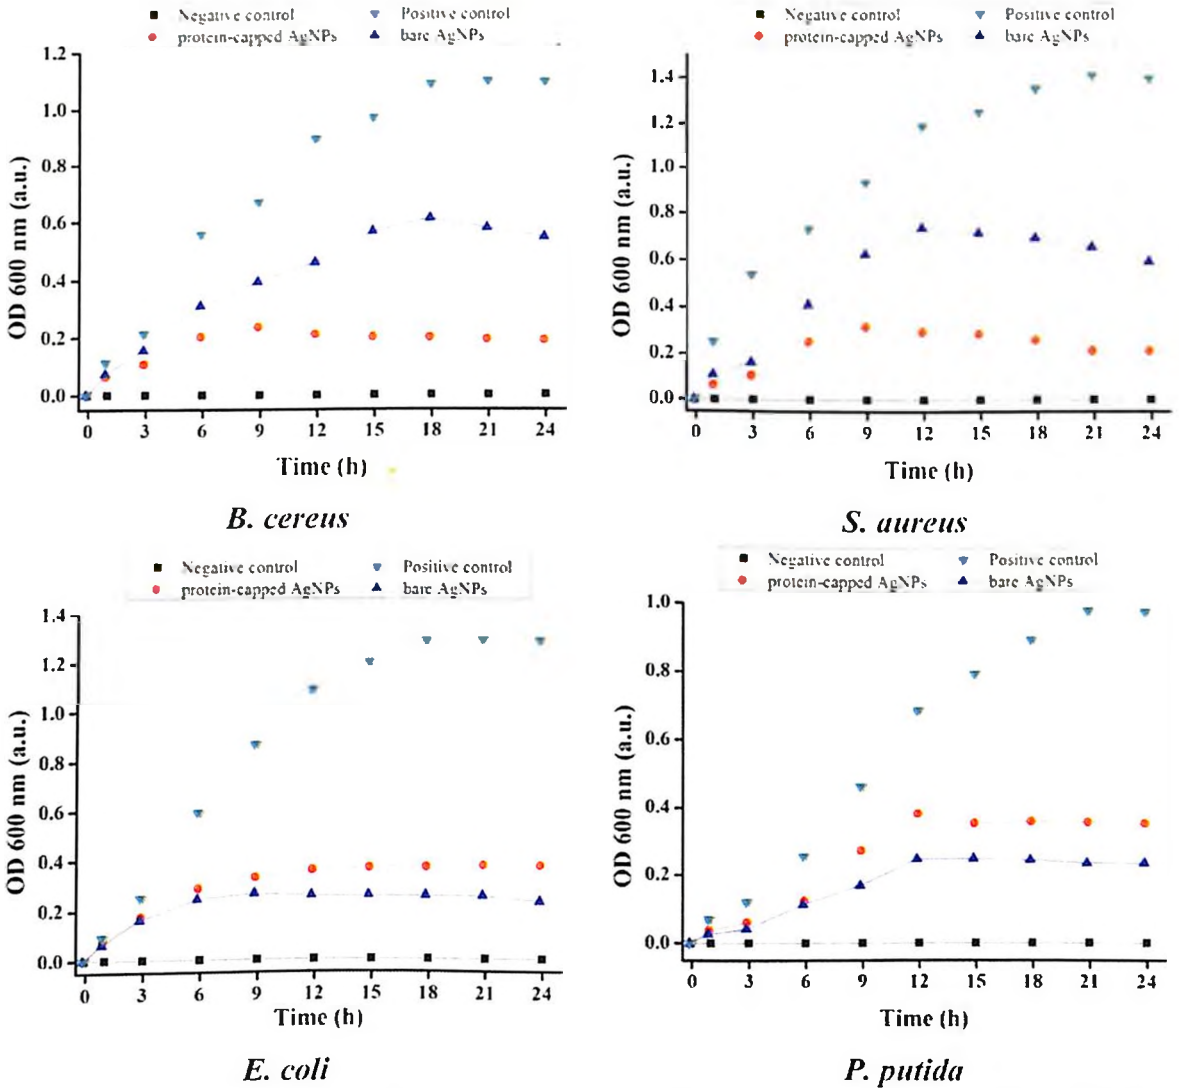 Negative control Positive control
protein-capped AgNPs bare AgNPs
1.2
1.0
0.8
0.6
0.4
0.2
0.0
OD 600 nm (a.u.)
0 3 6 9 12 15 18 21 24
Time (h)
B. cereus
Negative control Positive control
protein-capped AgNPs bare AgNPs
1.4
1.2
1.0
0.8
0.6
0.4
0.2
0.0
OD 600 nm (a.u.)
0 3 6 9 12 15 18 21 24
Time (h)
S. aureus
Negative control Positive control
protein-capped AgNPs bare AgNPs
1.4
1.2
1.0
0.8
0.6
0.4
0.2
0.0
OD 600 nm (a.u.)
0 3 6 9 12 15 18 21 24
Time (h)
E. coli
Negative control Positive control
protein-capped AgNPs bare AgNPs
1.0
0.8
0.6
0.4
0.2
0.0
OD 600 nm (a.u.)
0 3 6 9 12 15 18 21 24
Time (h)
P. putida